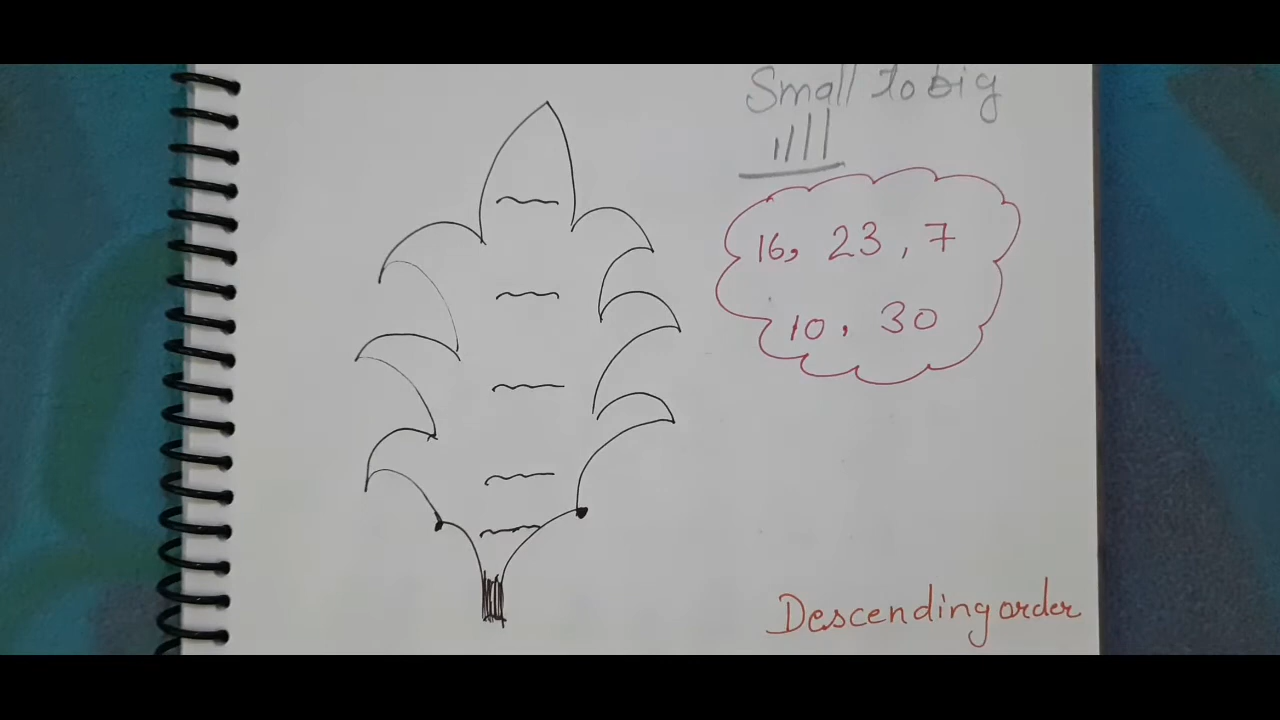 Small to big
16, 23, 7
10, 30
Descending order